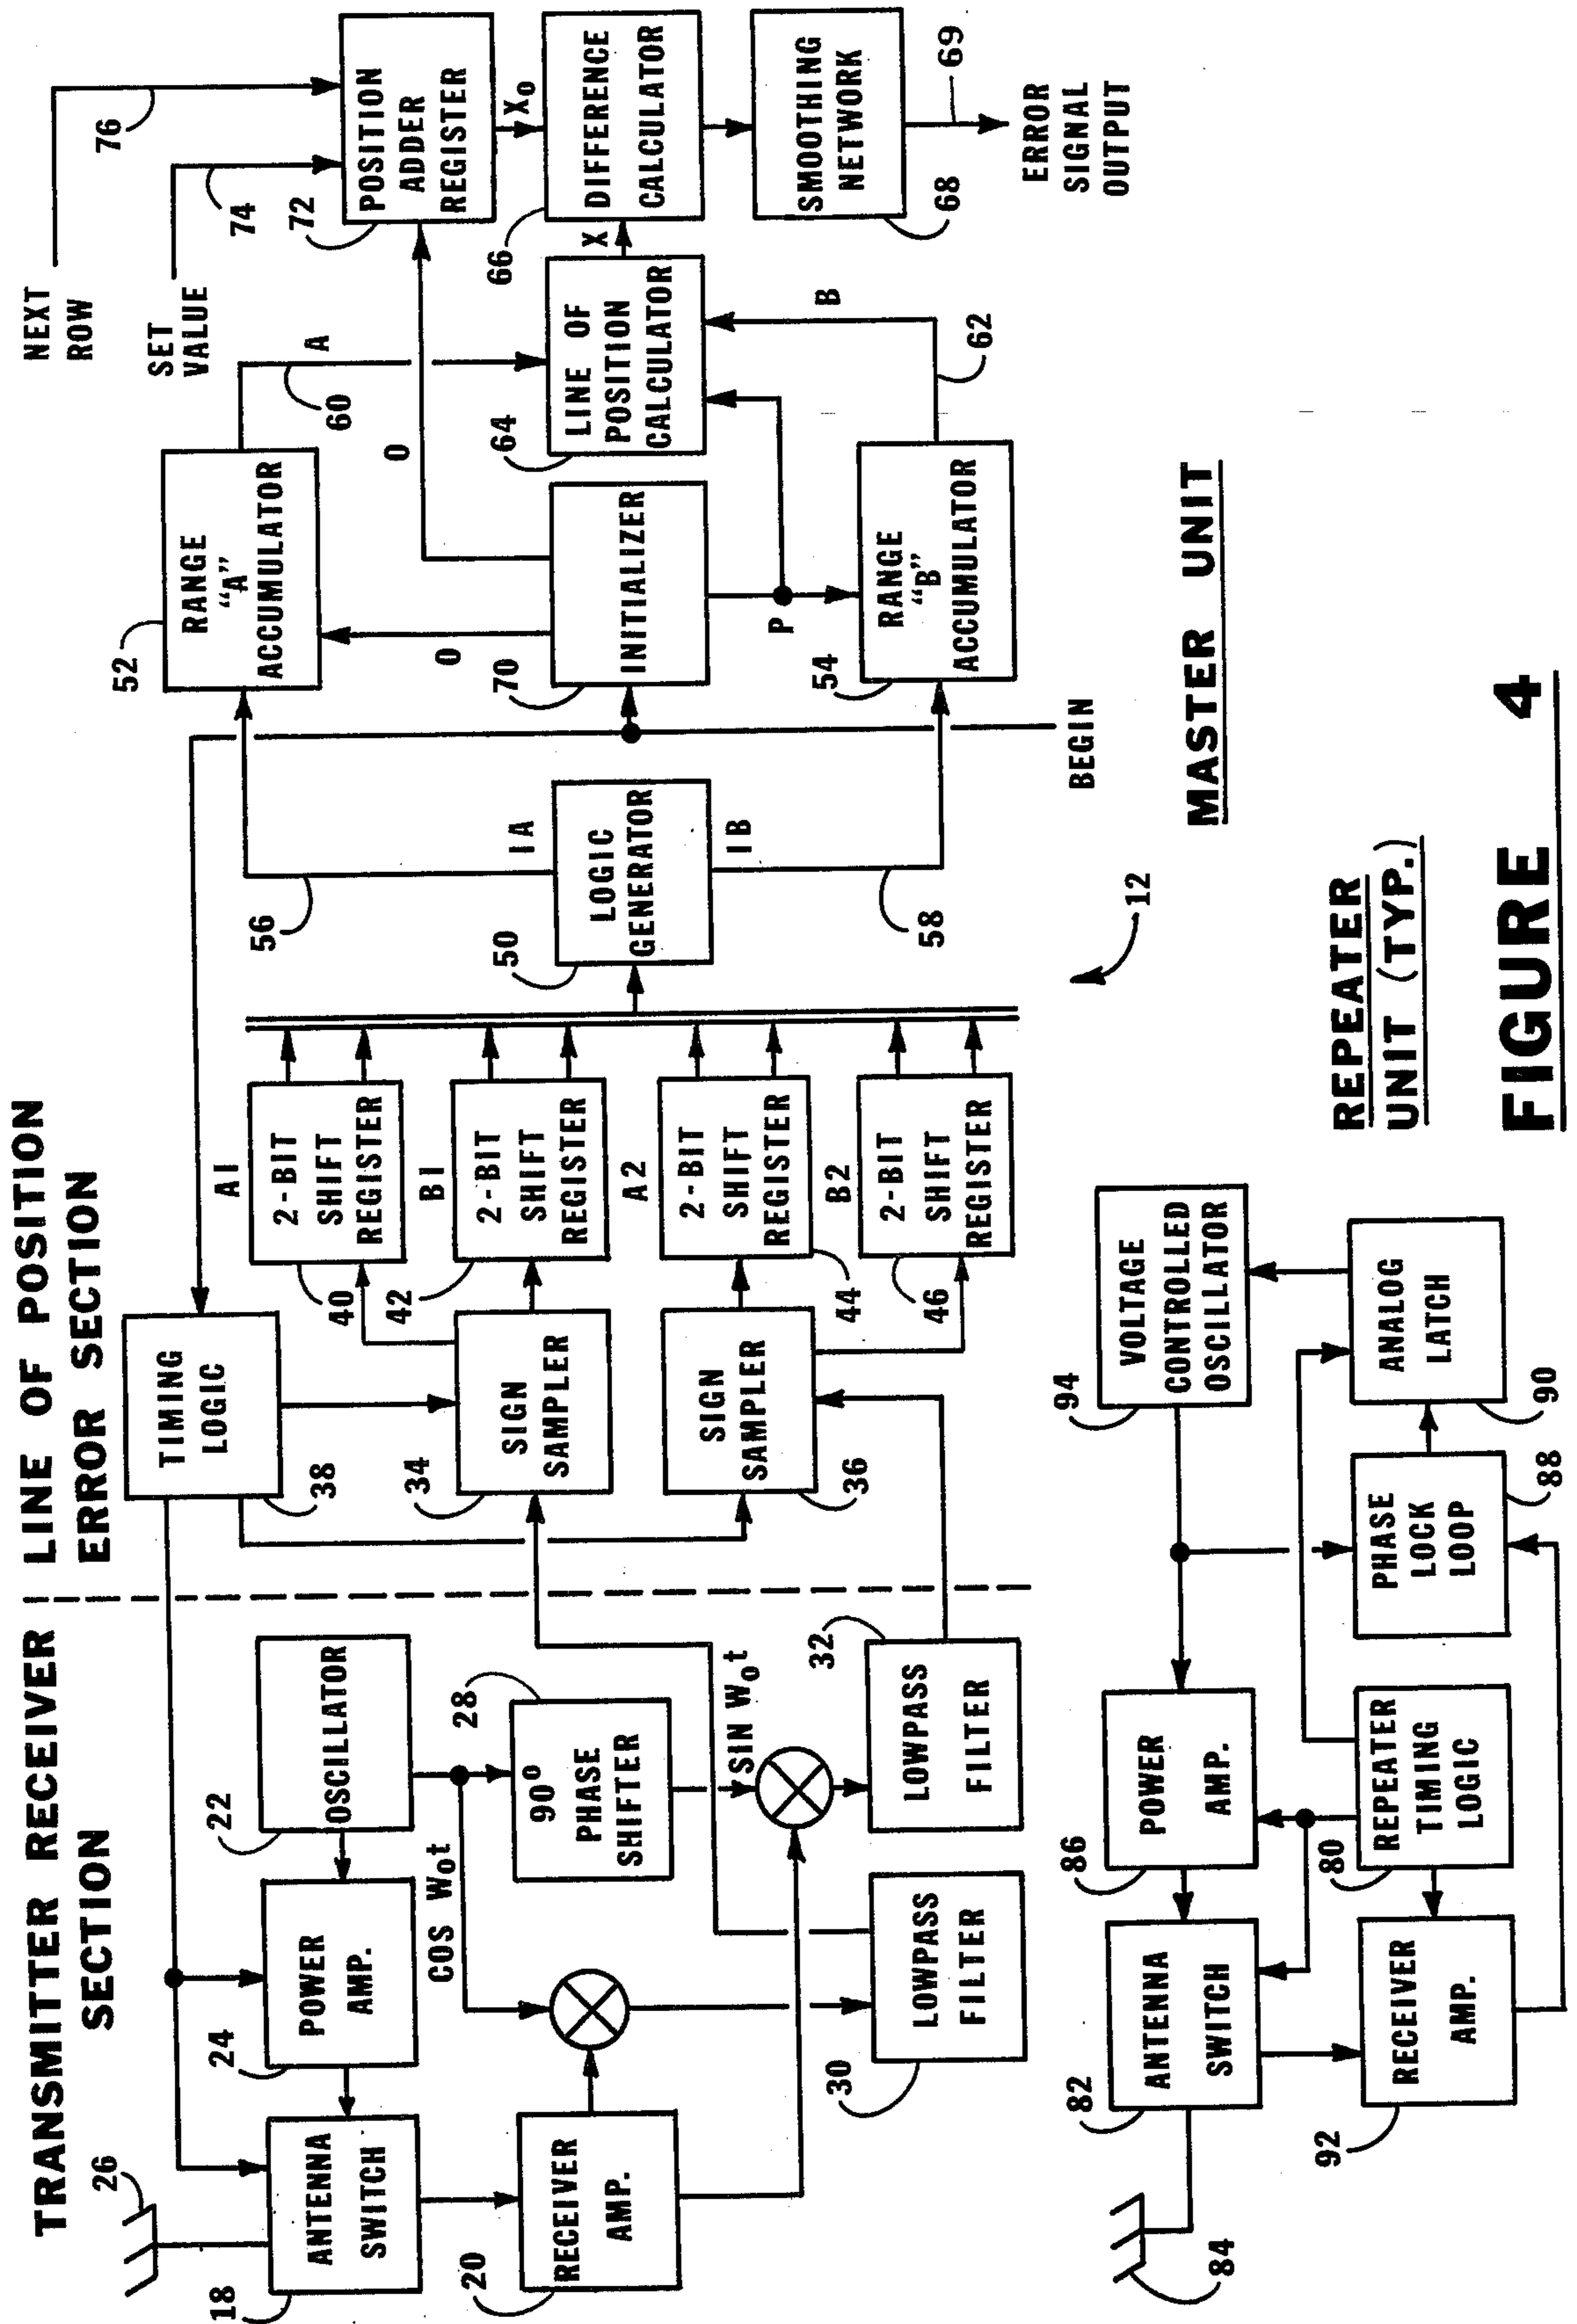 TRANSMITTER RECEIVER
SECTION
LINE OF POSITION
ERROR SECTION
26
18
ANTENNA
SWITCH
24
POWER
AMP.
22
OSCILLATOR
COS W₀t
28
90°
PHASE
SHIFTER
SIN W₀t
20
RECEIVER
AMP.
30
LOWPASS
FILTER
32
LOWPASS
FILTER
TIMING
LOGIC
38
34
SIGN
SAMPLER
SIGN
SAMPLER
36
A1
2-BIT
SHIFT
REGISTER
40
B1
2-BIT
SHIFT
REGISTER
42
A2
2-BIT
SHIFT
REGISTER
44
B2
2-BIT
SHIFT
REGISTER
46
50
LOGIC
GENERATOR
IA
IB
56
58
BEGIN
52
RANGE
"A"
ACCUMULATOR
O
O
70
INITIALIZER
P
54
RANGE
"B"
ACCUMULATOR
60
A
62
B
64
LINE OF
POSITION
CALCULATOR
X
NEXT
ROW
76
SET
VALUE
74
72
POSITION
ADDER
REGISTER
X₀
66
DIFFERENCE
CALCULATOR
68
SMOOTHING
NETWORK
69
ERROR
SIGNAL
OUTPUT
12
MASTER UNIT
84
82
ANTENNA
SWITCH
86
POWER
AMP.
94
VOLTAGE
CONTROLLED
OSCILLATOR
92
RECEIVER
AMP.
80
REPEATER
TIMING
LOGIC
PHASE
LOCK
LOOP
88
ANALOG
LATCH
90
REPEATER
UNIT (TYP.)
FIGURE 4